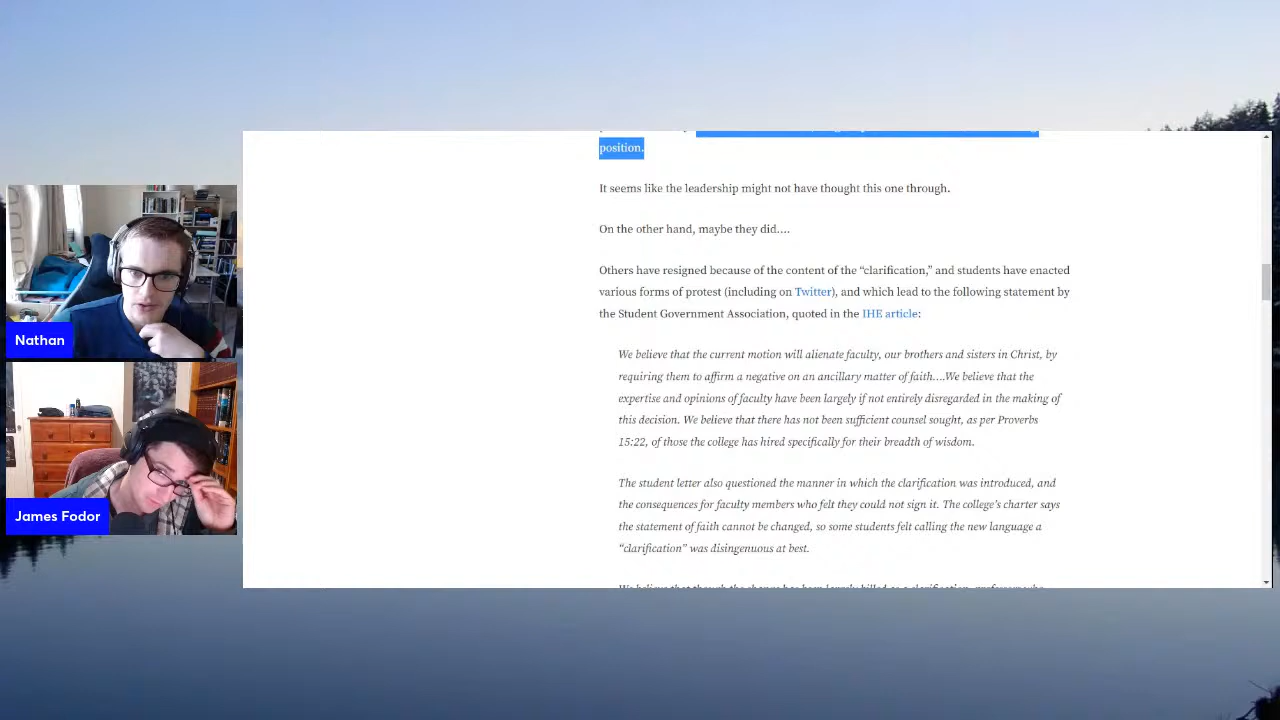 position.
It seems like the leadership might not have thought this one through.
On the other hand, maybe they did....
Others have resigned because of the content of the “clarification,” and students have enacted
various forms of protest (including on Twitter), and which lead to the following statement by
the Student Government Association, quoted in the IHE article:
We believe that the current motion will alienate faculty, our brothers and sisters in Christ, by
requiring them to affirm a negative on an ancillary matter of faith....We believe that the
expertise and opinions of faculty have been largely if not entirely disregarded in the making of
this decision. We believe that there has not been sufficient counsel sought, as per Proverbs
15:22, of those the college has hired specifically for their breadth of wisdom.
The student letter also questioned the manner in which the clarification was introduced, and
the consequences for faculty members who felt they could not sign it. The college’s charter says
the statement of faith cannot be changed, so some students felt calling the new language a
“clarification” was disingenuous at best.
Nathan
James Fodor